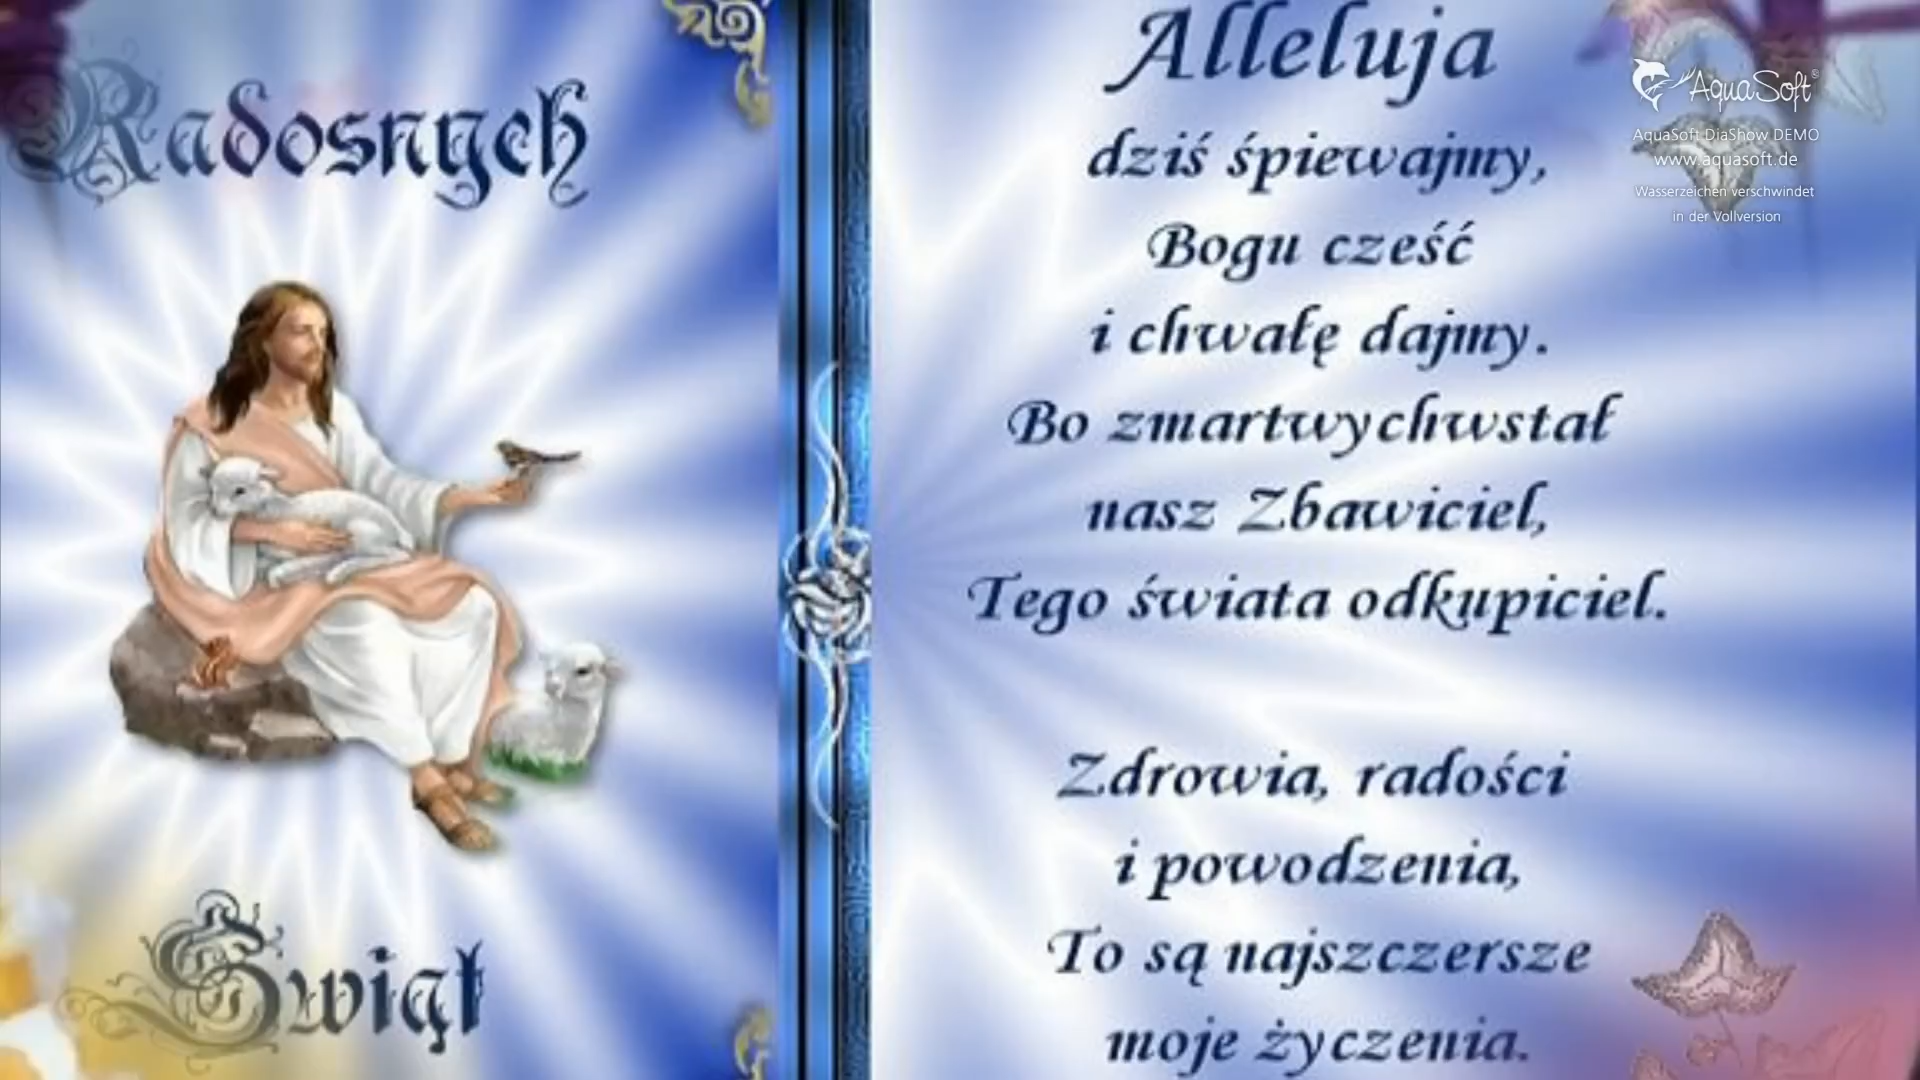 Radosnych
Świąt
Alleluja
dziś śpiewajmy,
Bogu cześć
i chwałę dajmy.
Bo zmartwychwstał
nasz Zbawiciel,
Tego świata odkupiciel.
Zdrowia, radości
i powodzenia,
To są najszczersze
moje życzenia.
AquaSoft®
AquaSoft DiaShow DEMO
www.aquasoft.de
Wasserzeichen verschwindet
in der Vollversion